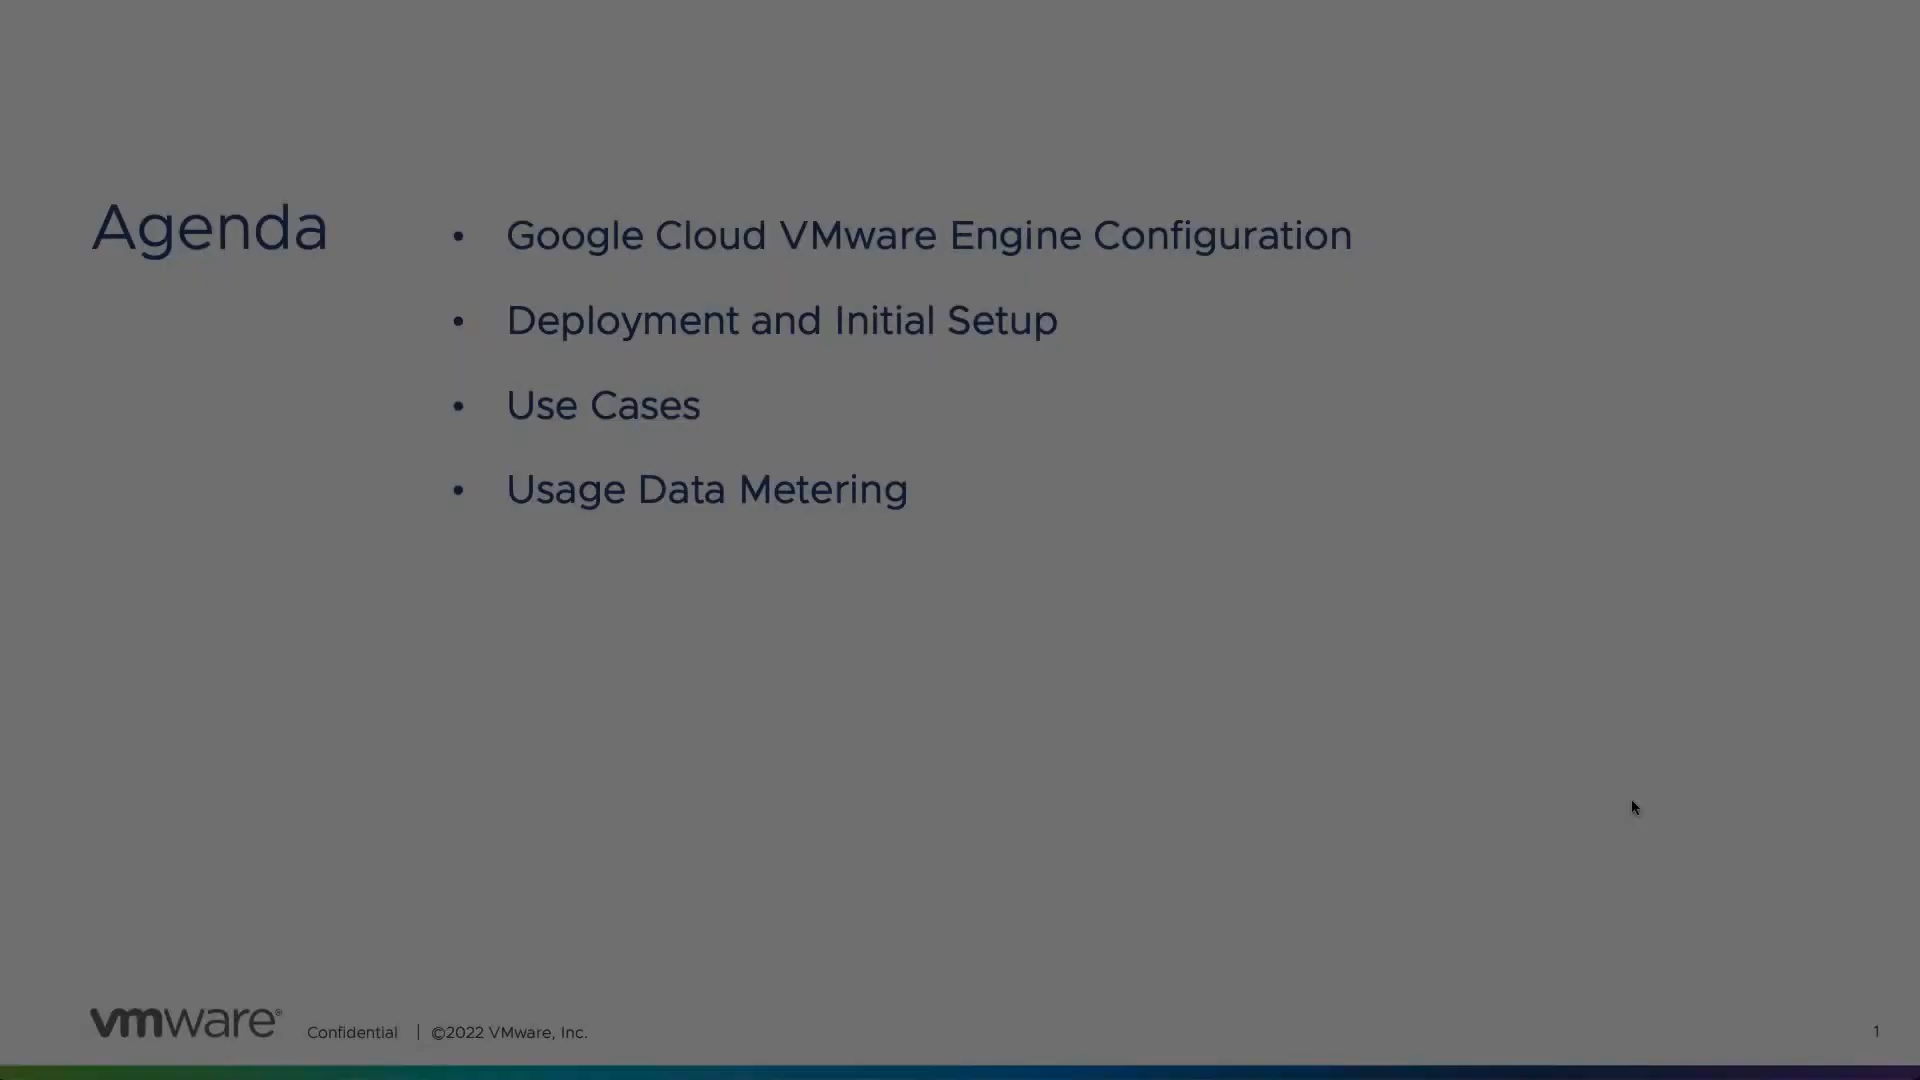 Agenda
• Google Cloud VMware Engine Configuration
• Deployment and Initial Setup
• Use Cases
• Usage Data Metering
vmware® Confidential | ©2022 VMware, Inc. 1